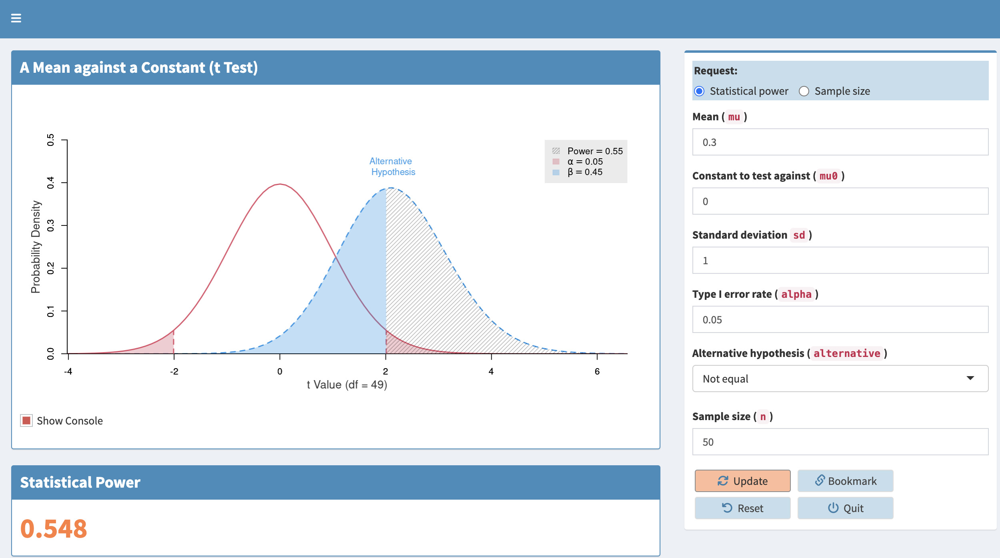 A Mean against a Constant (t Test)
0.5
0.4
0.3
0.2
0.1
0.0
Probability Density
Alternative
Hypothesis
Power = 0.55
α = 0.05
β = 0.45
-4 -2 0 2 4 6
t Value (df = 49)
Show Console
Statistical Power
0.548
Request:
Statistical power Sample size
Mean ( mu )
0.3
Constant to test against ( mu0 )
0
Standard deviation sd )
1
Type I error rate ( alpha )
0.05
Alternative hypothesis ( alternative )
Not equal
Sample size ( n )
50
Update Bookmark
Reset Quit